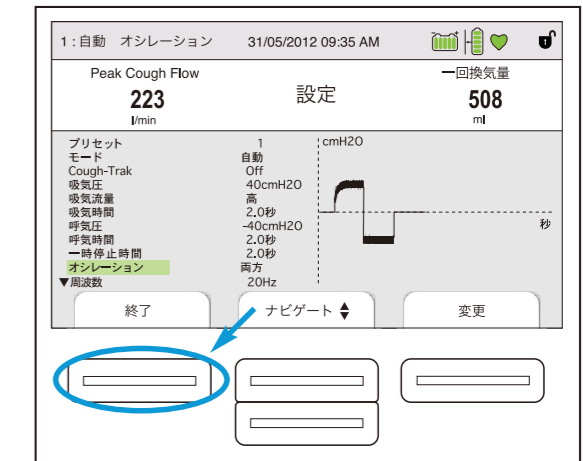 1 : 自動 オシレーション 31/05/2012 09:35 AM
Peak Cough Flow
223
l/min
設定
一回換気量
508
ml
プリセット 1
モード 自動
Cough-Trak Off
吸気圧 40cmH2O
吸気流量 高
吸気時間 2.0秒
呼気圧 -40cmH2O
呼気時間 2.0秒
一時停止時間 2.0秒
オシレーション 両方
▼周波数 20Hz
cmH2O
秒
終了 ナビゲート 変更